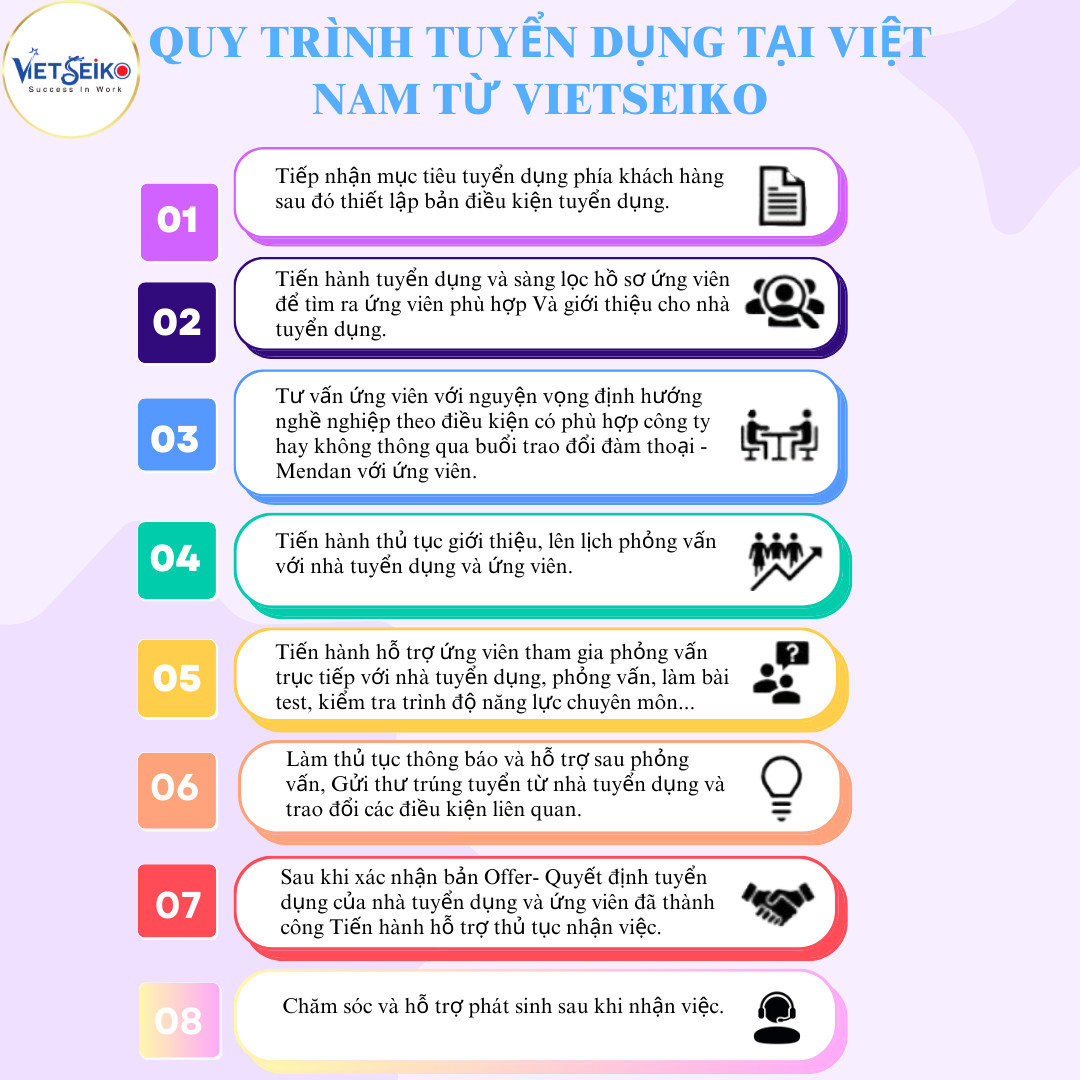 VIETSEIKO
Success In Work
QUY TRÌNH TUYỂN DỤNG TẠI VIỆT
NAM TỪ VIETSEIKO
01
Tiếp nhận mục tiêu tuyển dụng phía khách hàng
sau đó thiết lập bản điều kiện tuyển dụng.
02
Tiến hành tuyển dụng và sàng lọc hồ sơ ứng viên
để tìm ra ứng viên phù hợp Và giới thiệu cho nhà
tuyển dụng.
03
Tư vấn ứng viên với nguyện vọng định hướng
nghề nghiệp theo điều kiện có phù hợp công ty
hay không thông qua buổi trao đổi đàm thoại -
Mendan với ứng viên.
04
Tiến hành thủ tục giới thiệu, lên lịch phỏng vấn
với nhà tuyển dụng và ứng viên.
05
Tiến hành hỗ trợ ứng viên tham gia phỏng vấn
trục tiếp với nhà tuyển dụng, phỏng vấn, làm bài
test, kiểm tra trình độ năng lực chuyên môn...
?
06
Làm thủ tục thông báo và hỗ trợ sau phỏng
vấn, Gửi thư trúng tuyển từ nhà tuyển dụng và
trao đổi các điều kiện liên quan.
07
Sau khi xác nhận bản Offer- Quyết định tuyển
dụng của nhà tuyển dụng và ứng viên đã thành
công Tiến hành hỗ trợ thủ tục nhận việc.
08
Chăm sóc và hỗ trợ phát sinh sau khi nhận việc.